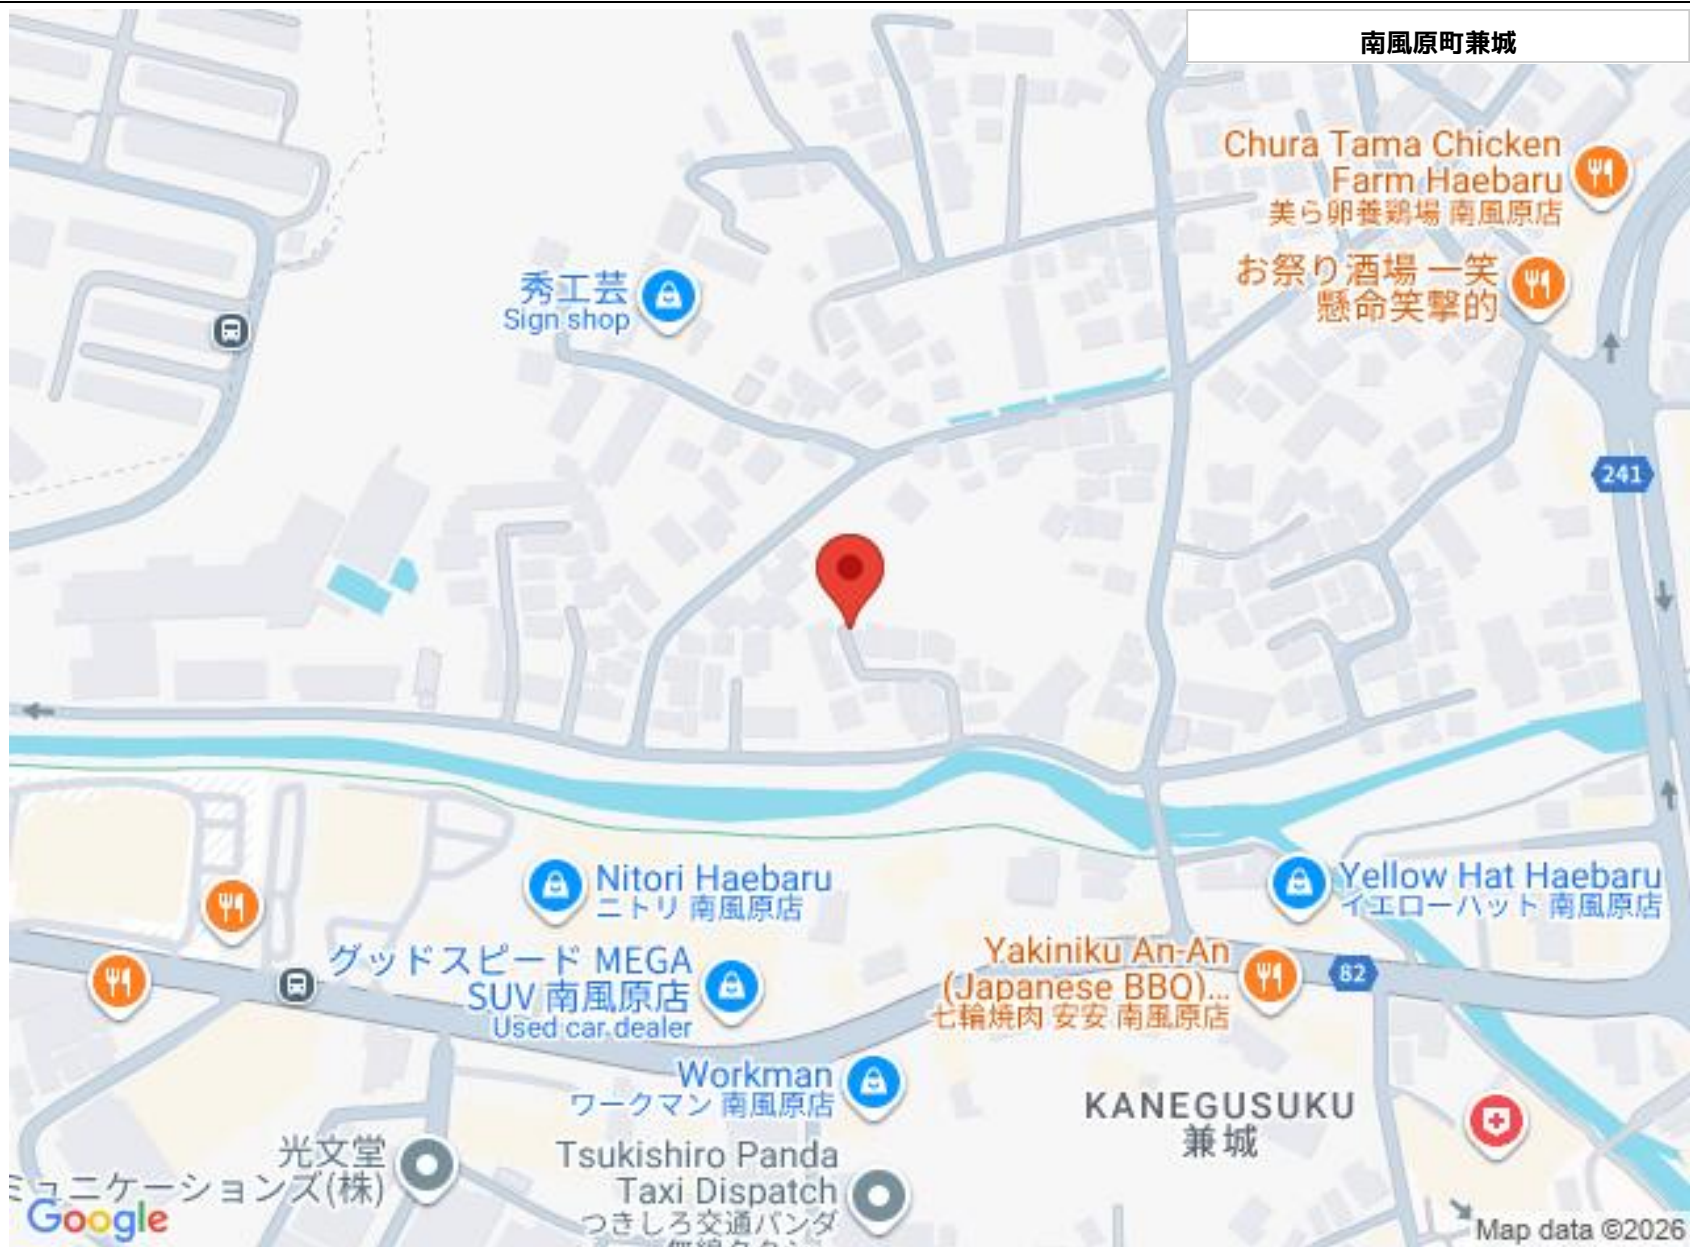 南風原町兼城
Chura Tama Chicken
Farm Haebaru
美ら卵養鶏場 南風原店
お祭り酒場 一笑
懸命笑撃的
秀工芸
Sign shop
241
Nitori Haebaru
ニトリ 南風原店
Yellow Hat Haebaru
イエローハット 南風原店
グッドスピード MEGA
SUV 南風原店
Used car dealer
Yakiniku An-An
(Japanese BBQ)...
七輪焼肉 安安 南風原店
82
Workman
ワークマン 南風原店
KANEGUSUKU
兼城
光文堂
ミュニケーションズ(株)
Tsukishiro Panda
Taxi Dispatch
つきしろ交通パンダ
Google
Map data ©2026